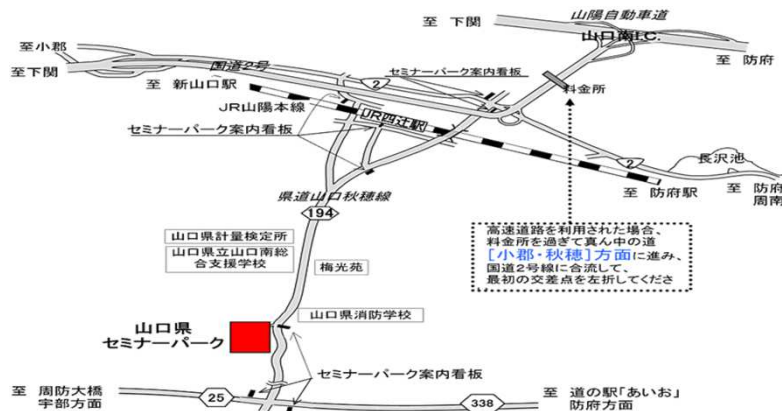 至 下関
山陽自動車道
山口南I.C.
至 防府
至小郡
至下関
国道2号
至 新山口駅
2
セミナーパーク案内看板
料金所
JR山陽本線
JR四辻駅
セミナーパーク案内看板
2
長沢池
至 防府駅
至 防府
周南
県道山口秋穂線
194
高速道路を利用された場合、
料金所を過ぎて真ん中の道
[小郡・秋穂]方面に進み、
国道2号線に合流して、
最初の交差点を左折してくださ
山口県計量検定所
山口県立山口南総
合支援学校
梅光苑
山口県消防学校
山口県
セミナーパーク
セミナーパーク案内看板
至 周防大橋
宇部方面
25
338
至 道の駅「あいお」
防府方面